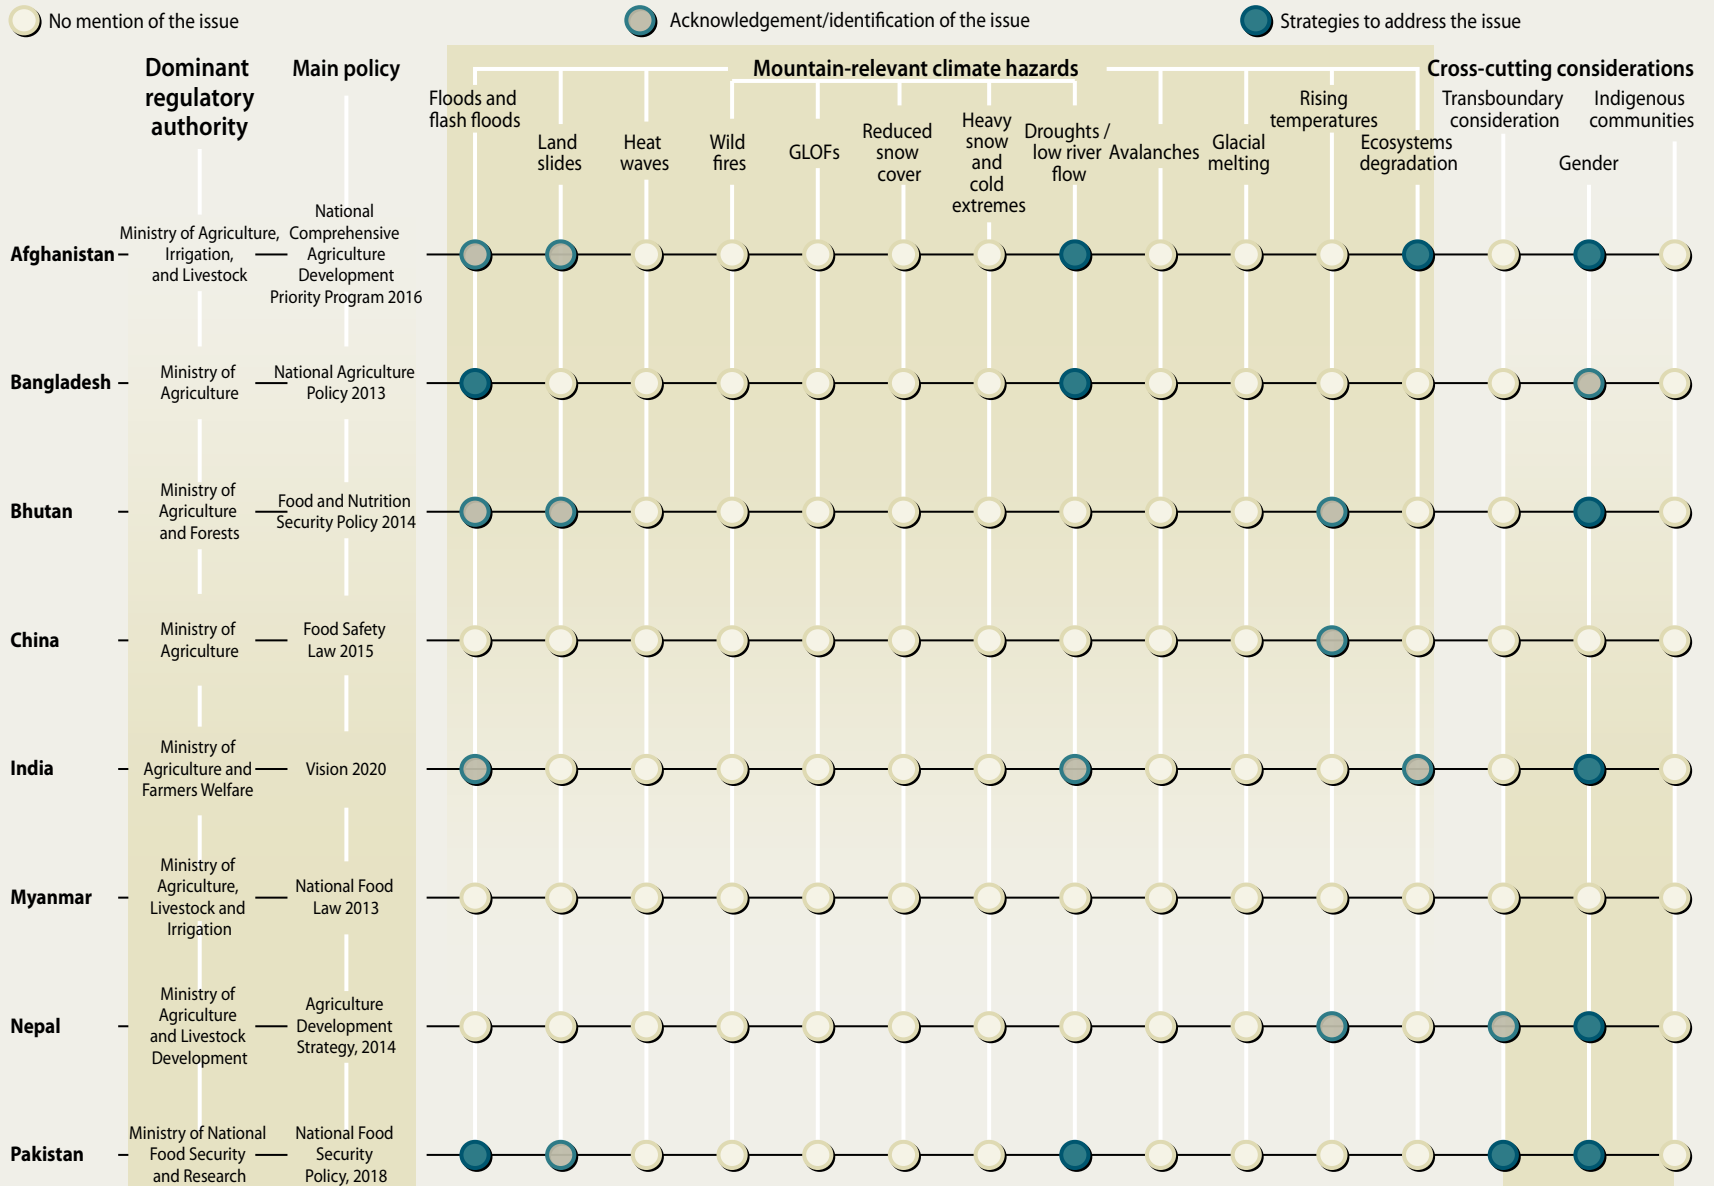 No mention of the issue
Acknowledgement/identification of the issue
Strategies to address the issue
Dominant
regulatory
authority
Main policy
Mountain-relevant climate hazards
Cross-cutting considerations
Floods and
flash floods
Land
slides
Heat
waves
Wild
fires
GLOFs
Reduced
snow
cover
Heavy
snow
and
cold
extremes
Droughts /
low river
flow
Avalanches
Glacial
melting
Rising
temperatures
Ecosystems
degradation
Transboundary
consideration
Gender
Indigenous
communities
Afghanistan
Ministry of Agriculture,
Irrigation,
and Livestock
National
Comprehensive
Agriculture
Development
Priority Program 2016
Bangladesh
Ministry of
Agriculture
National Agriculture
Policy 2013
Bhutan
Ministry of
Agriculture
and Forests
Food and Nutrition
Security Policy 2014
China
Ministry of
Agriculture
Food Safety
Law 2015
India
Ministry of
Agriculture and
Farmers Welfare
Vision 2020
Myanmar
Ministry of
Agriculture,
Livestock and
Irrigation
National Food
Law 2013
Nepal
Ministry of
Agriculture
and Livestock
Development
Agriculture
Development
Strategy, 2014
Pakistan
Ministry of National
Food Security
and Research
National Food
Security
Policy, 2018